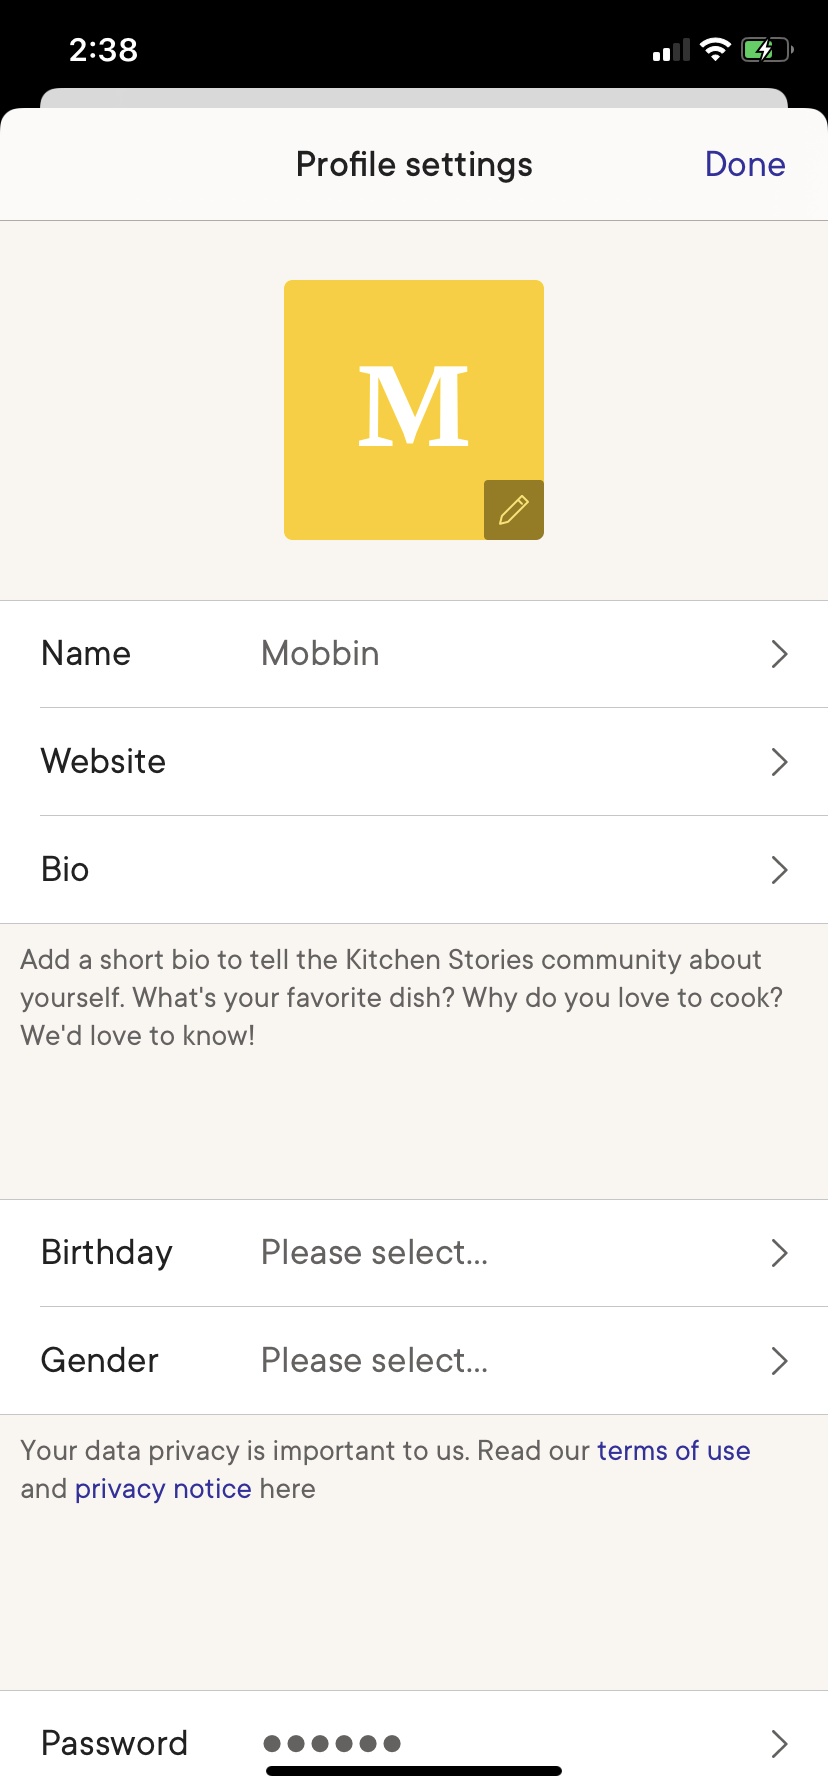 2:38
Profile settings
Done
M
Name
Mobbin
Website
Bio
Add a short bio to tell the Kitchen Stories community about
yourself. What's your favorite dish? Why do you love to cook?
We'd love to know!
Birthday
Please select...
Gender
Please select...
Your data privacy is important to us. Read our terms of use
and privacy notice here
Password
●●●●●●